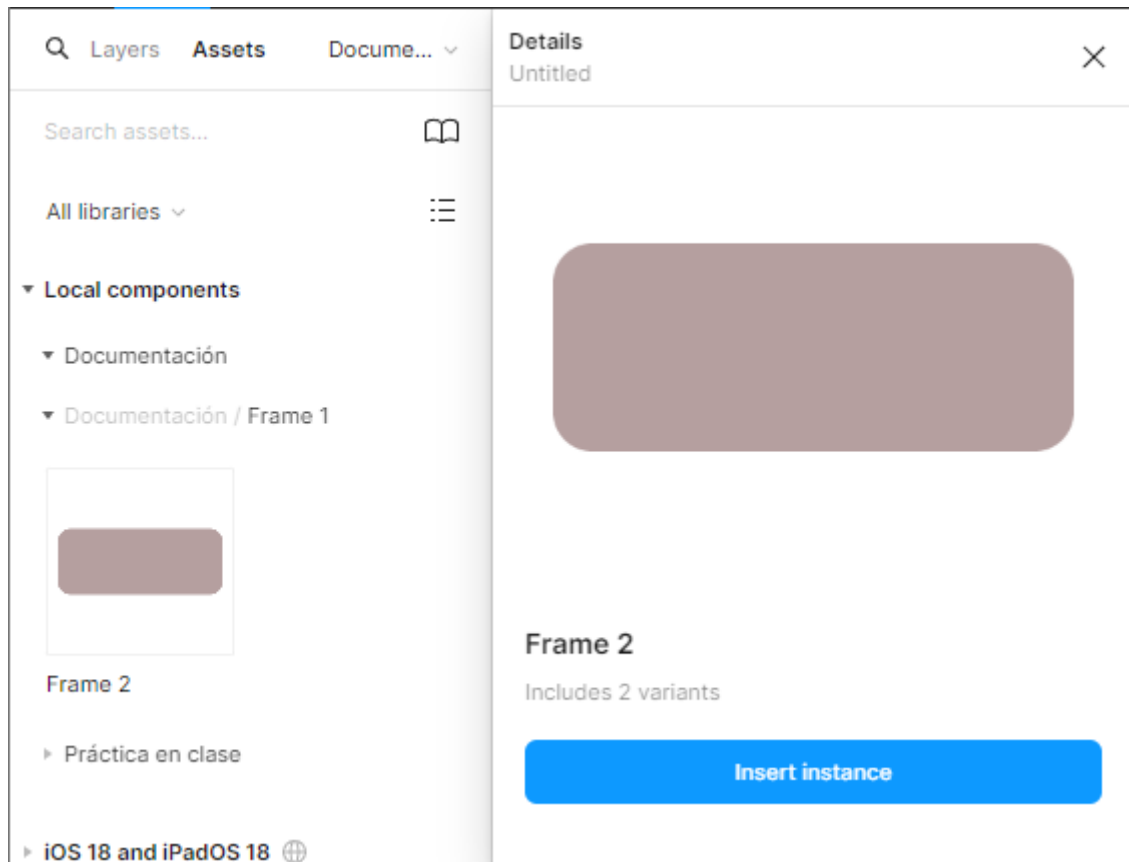 Layers Assets Docume...
Search assets...
All libraries
Local components
Documentación
Documentación / Frame 1
Frame 2
Práctica en clase
iOS 18 and iPadOS 18
Details
Untitled
Frame 2
Includes 2 variants
Insert instance